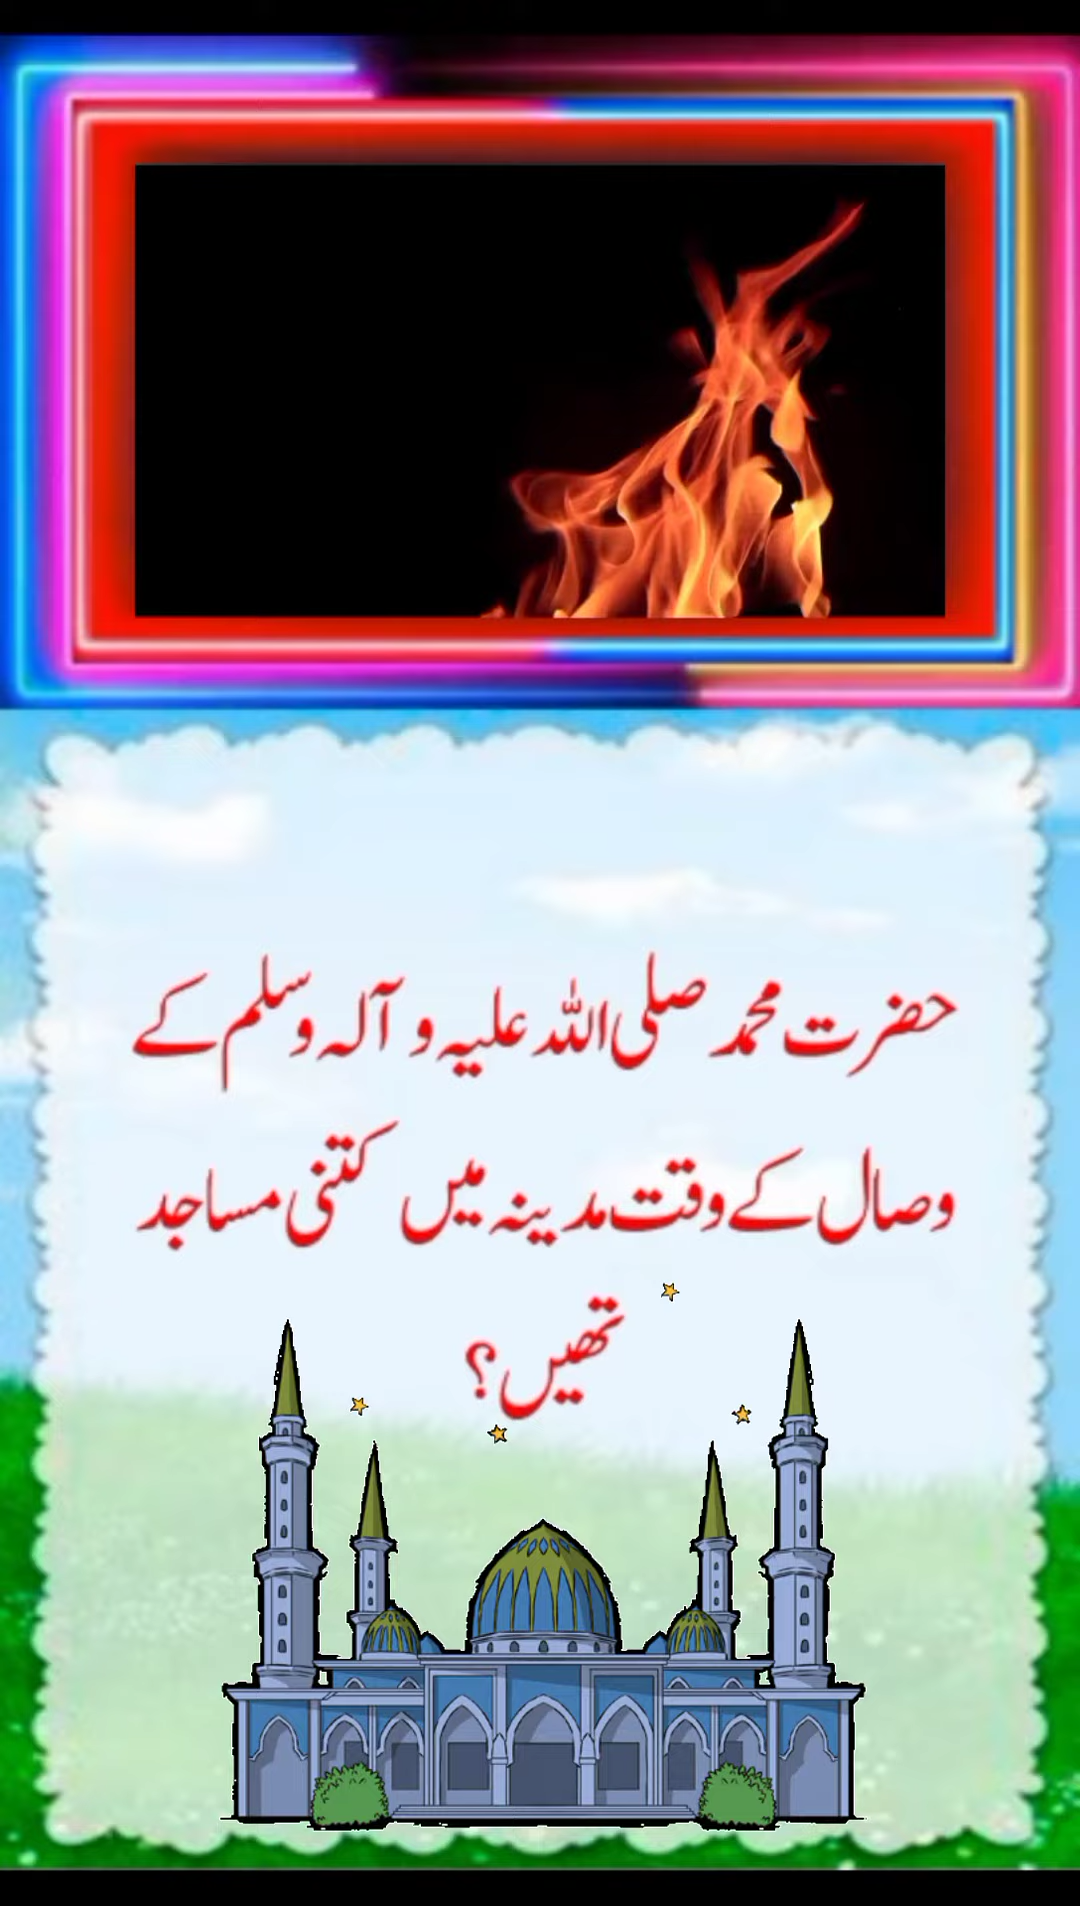 حضرت محمد صلی اللہ علیہ و آلہ وسلم کے
وصال کے وقت مدینہ میں کتنی مساجد
تھیں؟